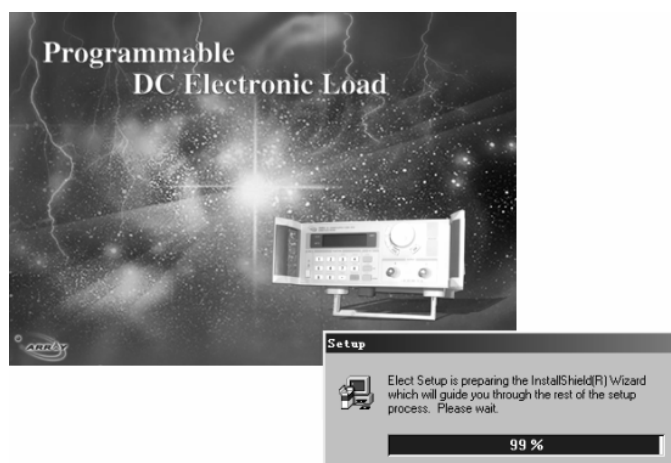 Programmable
DC Electronic Load
ARRAY
Setup
Elect Setup is preparing the InstallShield(R) Wizard
which will guide you through the rest of the setup
process. Please wait.
99 %